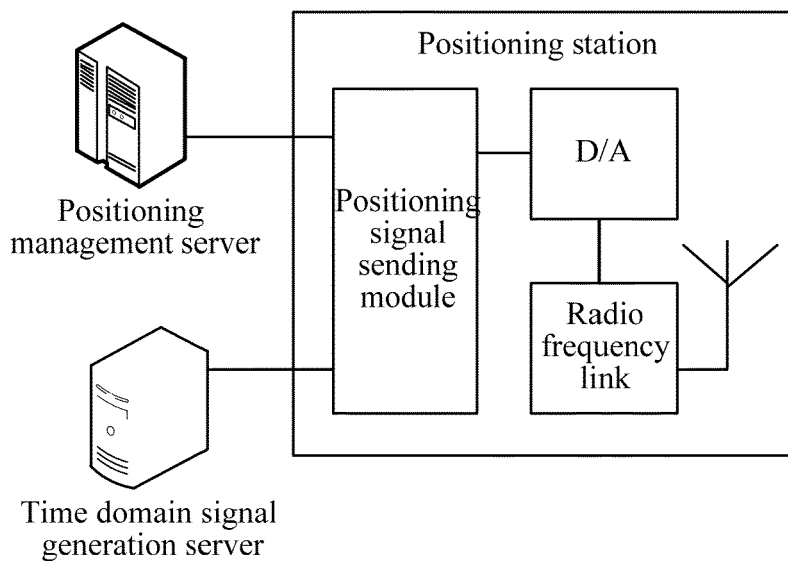 Positioning station
Positioning
management server
Positioning
signal
sending
module
D/A
Radio
frequency
link
Time domain signal
generation server